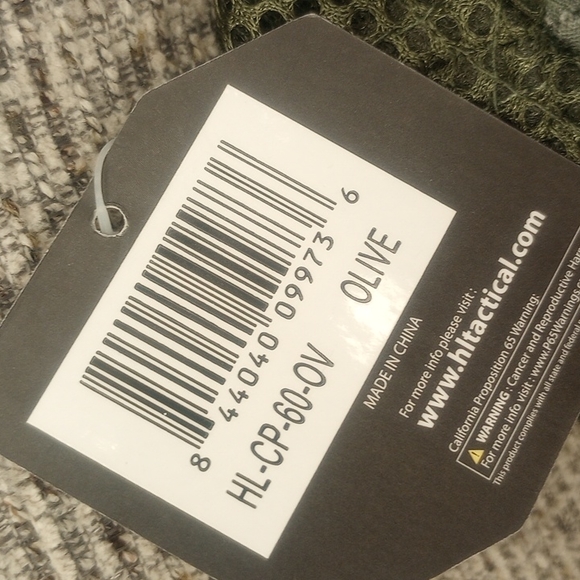 8 44040 09973 6
HL-CP-60-OV OLIVE
MADE IN CHINA
For more info please visit :
www.hltactical.com
California Proposition 65 Warning:
WARNING: Cancer and Reproductive
For more Info visit : www.P65Warnings
This product complies with all state and